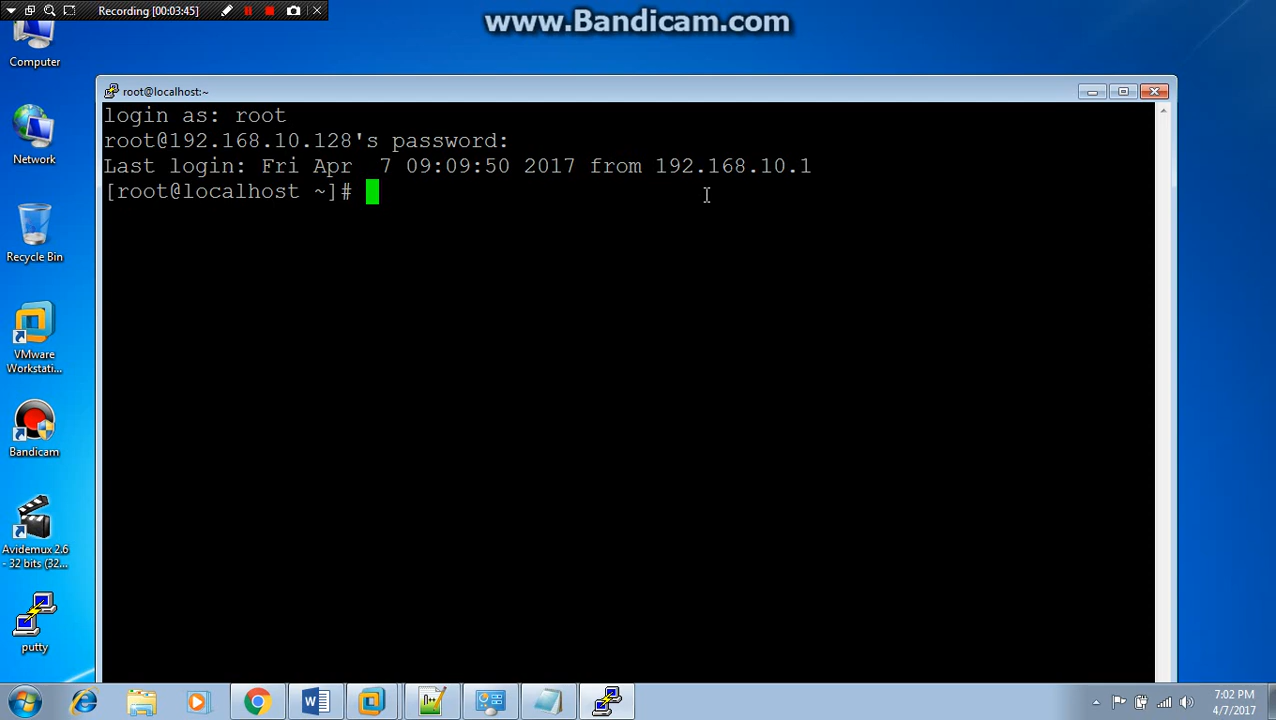 Recording [00:03:45]
www.Bandicam.com
Computer
Network
Recycle Bin
VMware
Workstati...
Bandicam
Avidemux 2.6
- 32 bits (32...
putty
root@localhost:~
login as: root
root@192.168.10.128's password:
Last login: Fri Apr  7 09:09:50 2017 from 192.168.10.1
[root@localhost ~]#
7:02 PM
4/7/2017